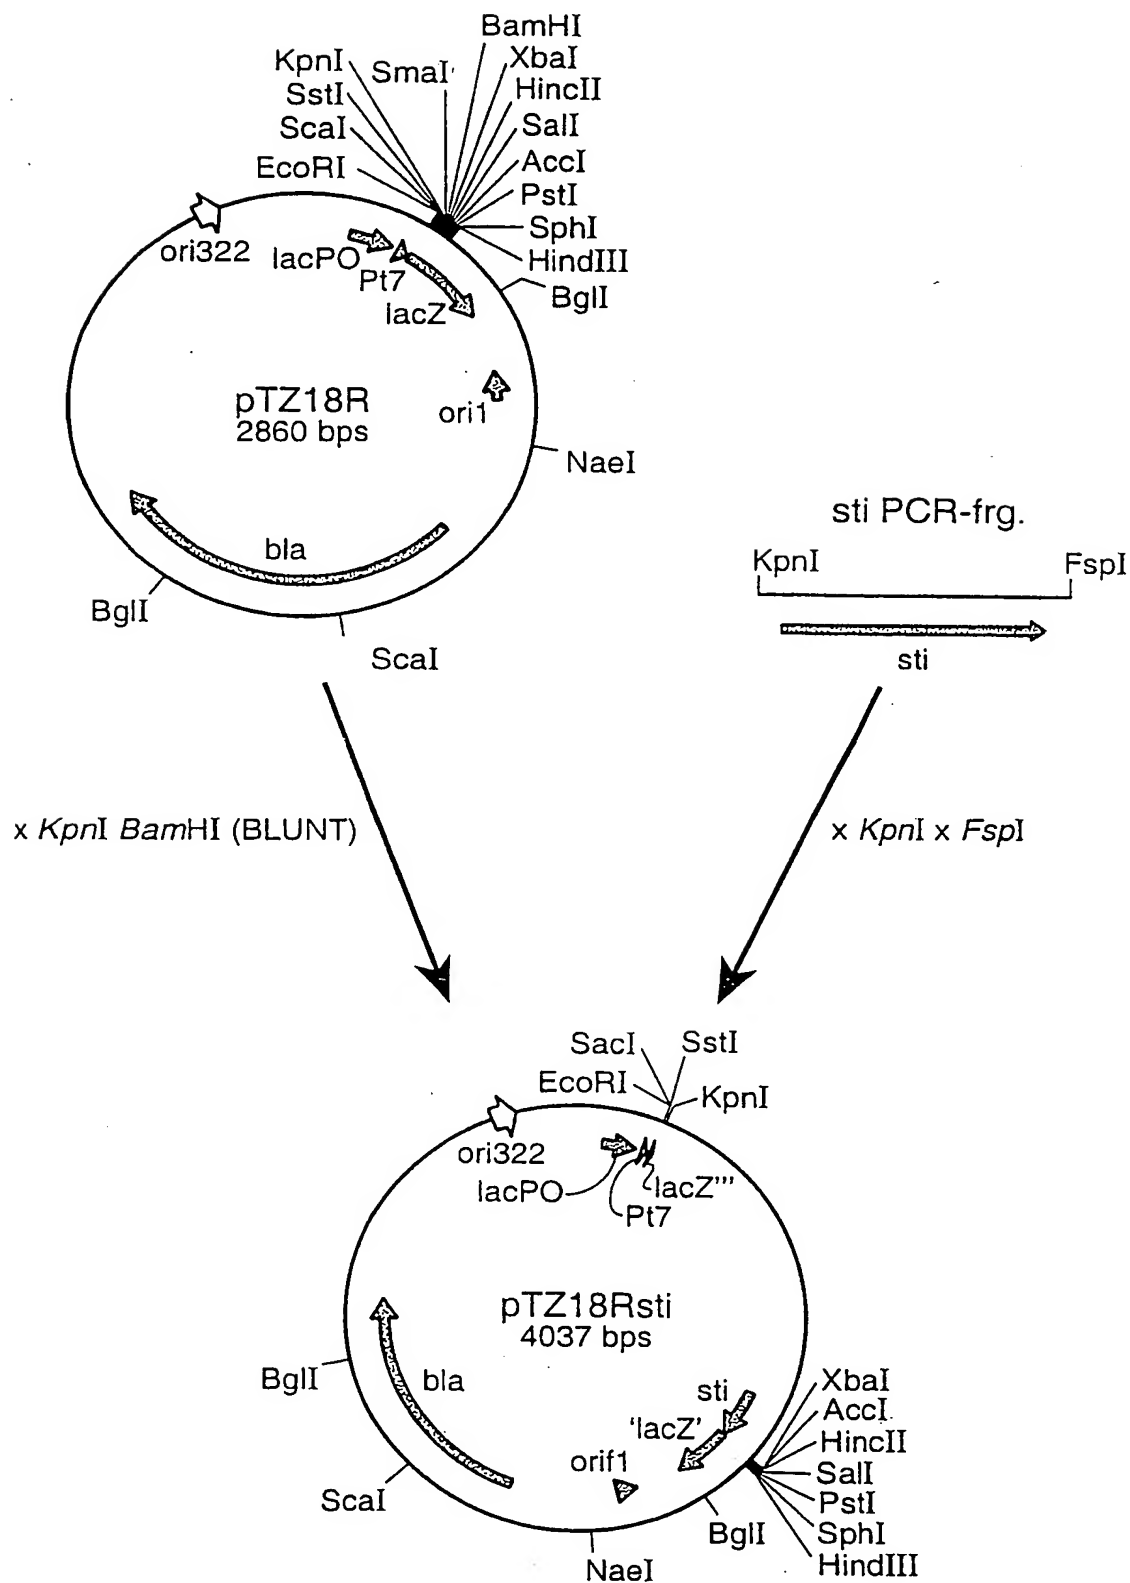 BamHI
KpnI
SmaI
XbaI
SstI
HincII
ScaI
SalI
EcoRI
AccI
PstI
SphI
HindIII
BglI
ori322
lacPO
Pt7
lacZ
pTZ18R
2860 bps
ori1
NaeI
bla
BglI
ScaI
sti PCR-frg.
KpnI
FspI
sti
x KpnI BamHI (BLUNT)
x KpnI x FspI
SacI
SstI
EcoRI
KpnI
ori322
lacPO
lacZ'''
Pt7
pTZ18Rsti
4037 bps
BglI
bla
sti
'lacZ'
orif1
XbaI
AccI
HincII
SalI
PstI
SphI
HindIII
ScaI
BglI
NaeI